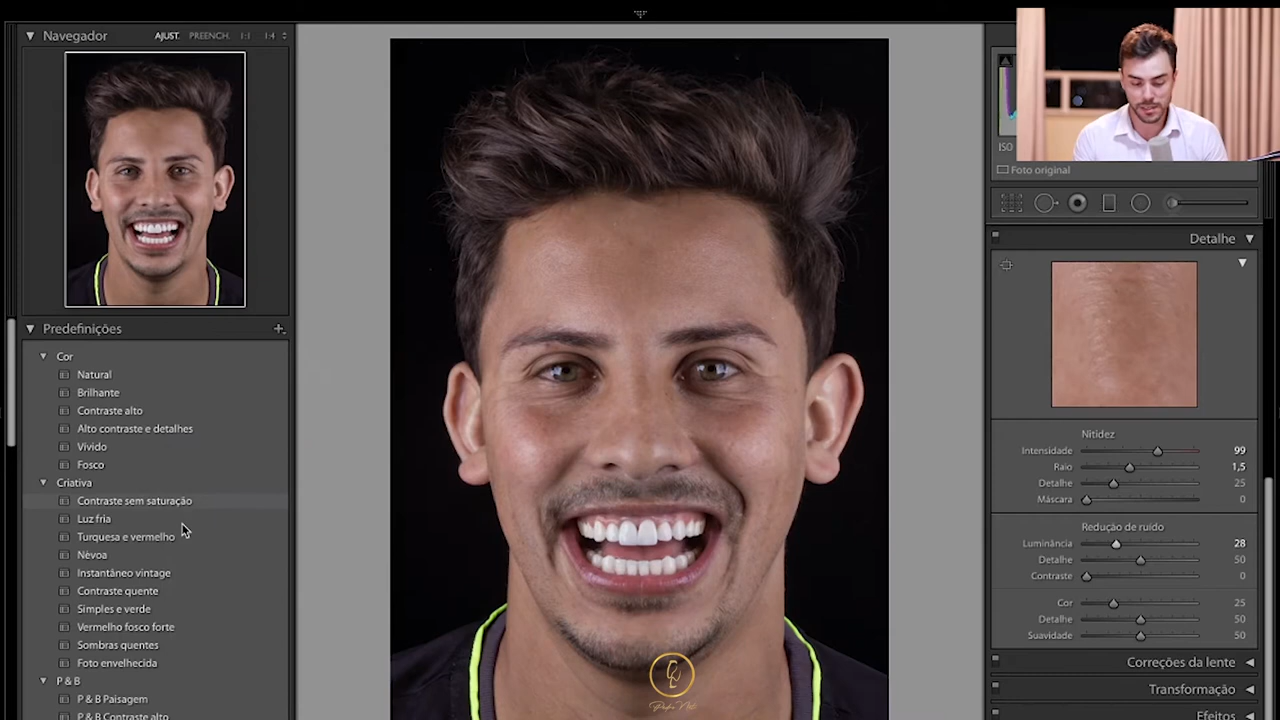 Navegador
AJUST. PREENCH. 1:1 1:4
Predefinições
Cor
Natural
Brilhante
Contraste alto
Alto contraste e detalhes
Vívido
Fosco
Criativa
Contraste sem saturação
Luz fria
Turquesa e vermelho
Névoa
Instantâneo vintage
Contraste quente
Simples e verde
Vermelho fosco forte
Sombras quentes
Foto envelhecida
P & B
P & B Paisagem
P & B Contraste alto
ISO
Foto original
Detalhe
Nitidez
Intensidade 99
Raio 1,5
Detalhe 25
Máscara 0
Redução de ruído
Luminância 28
Detalhe 50
Contraste 0
Cor 25
Detalhe 50
Suavidade 50
Correções da lente
Transformação
Efeitos